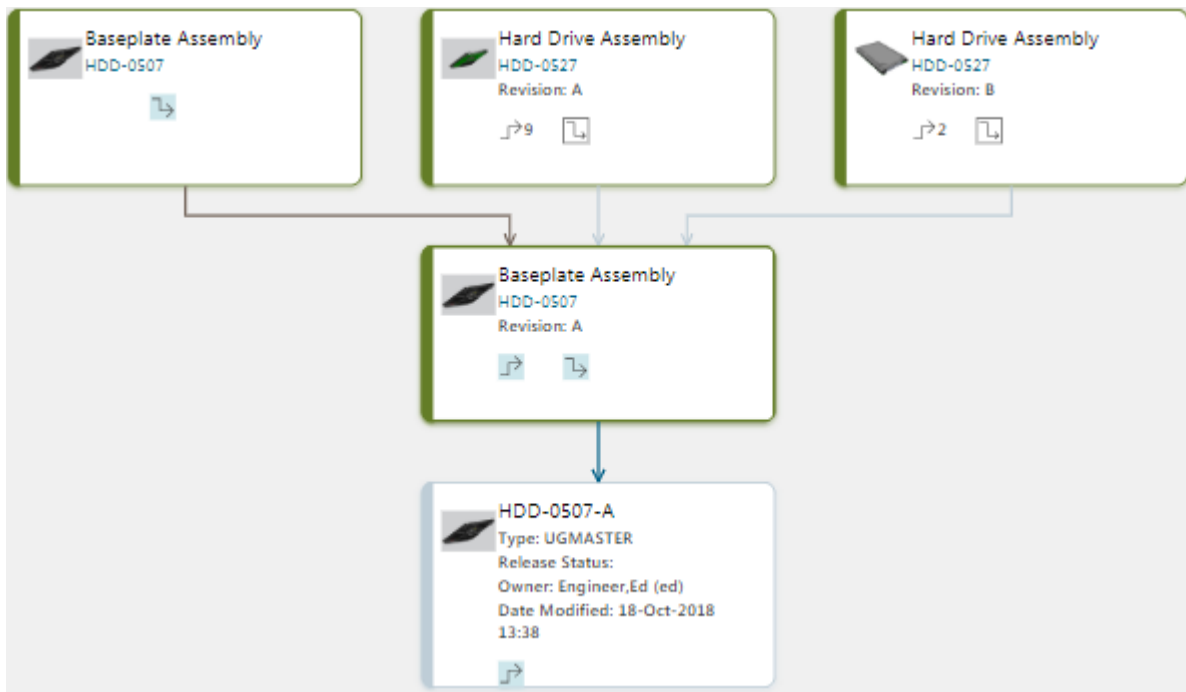 Baseplate Assembly
HDD-0507
Hard Drive Assembly
HDD-0527
Revision: A
9
Hard Drive Assembly
HDD-0527
Revision: B
2
Baseplate Assembly
HDD-0507
Revision: A
HDD-0507-A
Type: UGMASTER
Release Status:
Owner: Engineer,Ed (ed)
Date Modified: 18-Oct-2018
13:38